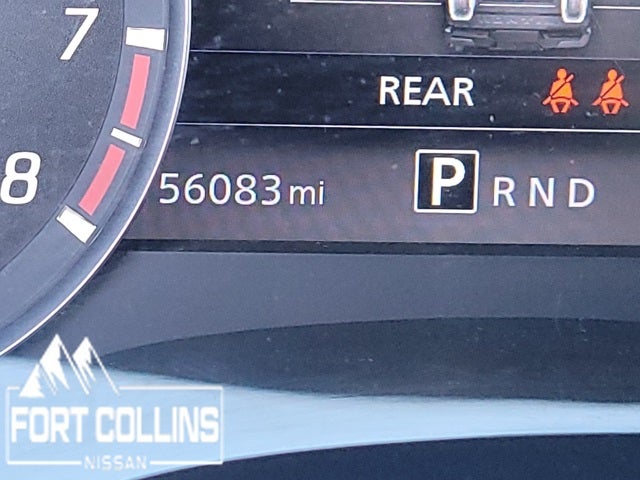 7
REAR
8
56083 mi
P R N D
FORT COLLINS
NISSAN